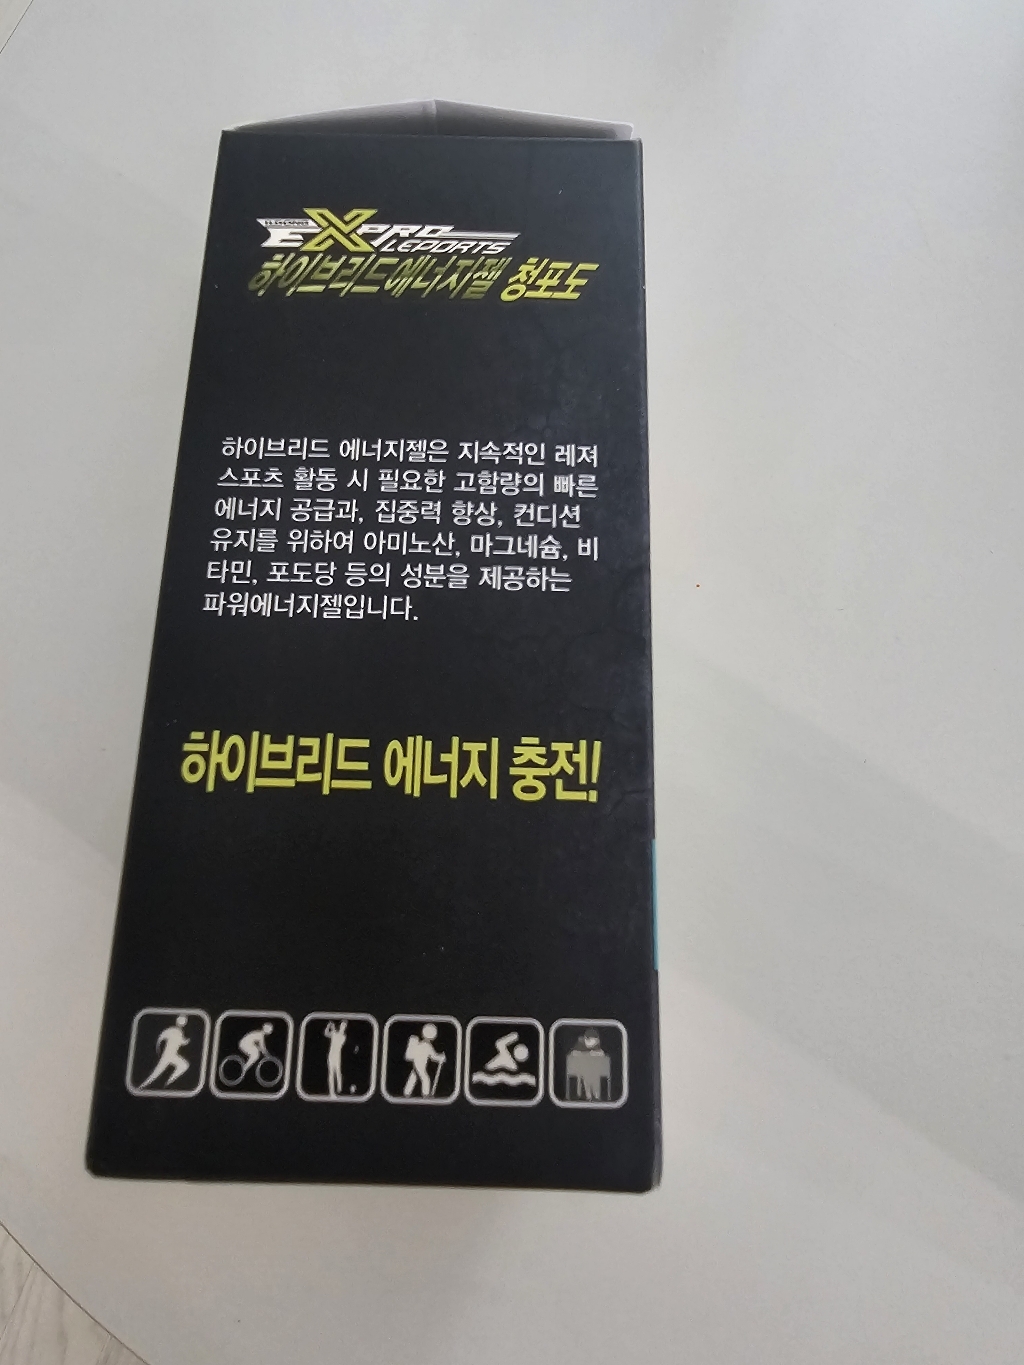 EXPRO
LEPORTS
하이브리드에너지젤 청포도
하이브리드 에너지젤은 지속적인 레져
스포츠 활동 시 필요한 고함량의 빠른
에너지 공급과, 집중력 향상, 컨디션
유지를 위하여 아미노산, 마그네슘, 비
타민, 포도당 등의 성분을 제공하는
파워에너지젤입니다.
하이브리드 에너지 충전!